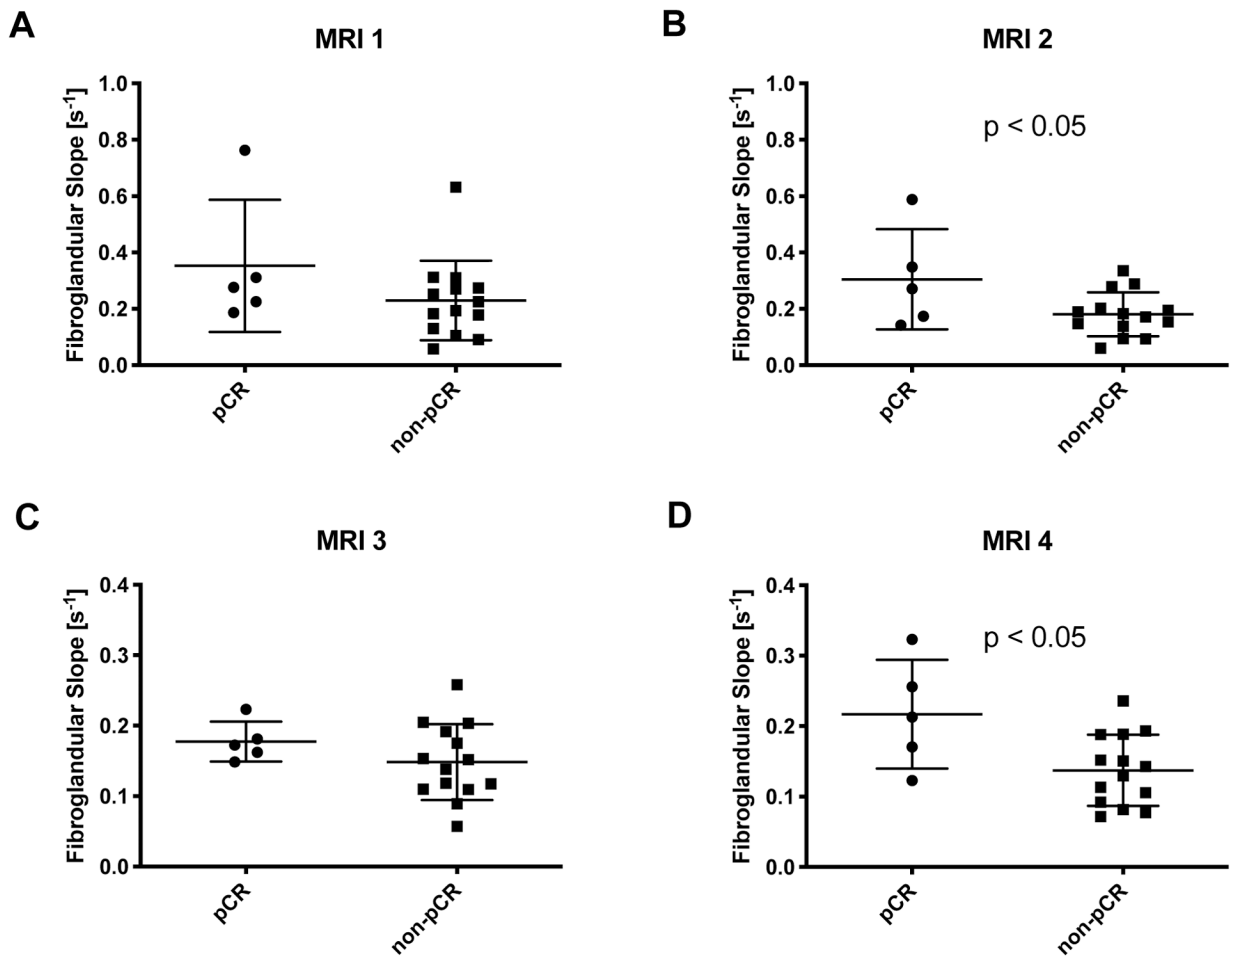 A
MRI 1
Fibroglandular Slope [s-1]
1.0
0.8
0.6
0.4
0.2
0.0
pCR
non-pCR
B
MRI 2
Fibroglandular Slope [s-1]
1.0
0.8
0.6
0.4
0.2
0.0
p < 0.05
pCR
non-pCR
C
MRI 3
Fibroglandular Slope [s-1]
0.4
0.3
0.2
0.1
0.0
pCR
non-pCR
D
MRI 4
Fibroglandular Slope [s-1]
0.4
0.3
0.2
0.1
0.0
p < 0.05
pCR
non-pCR